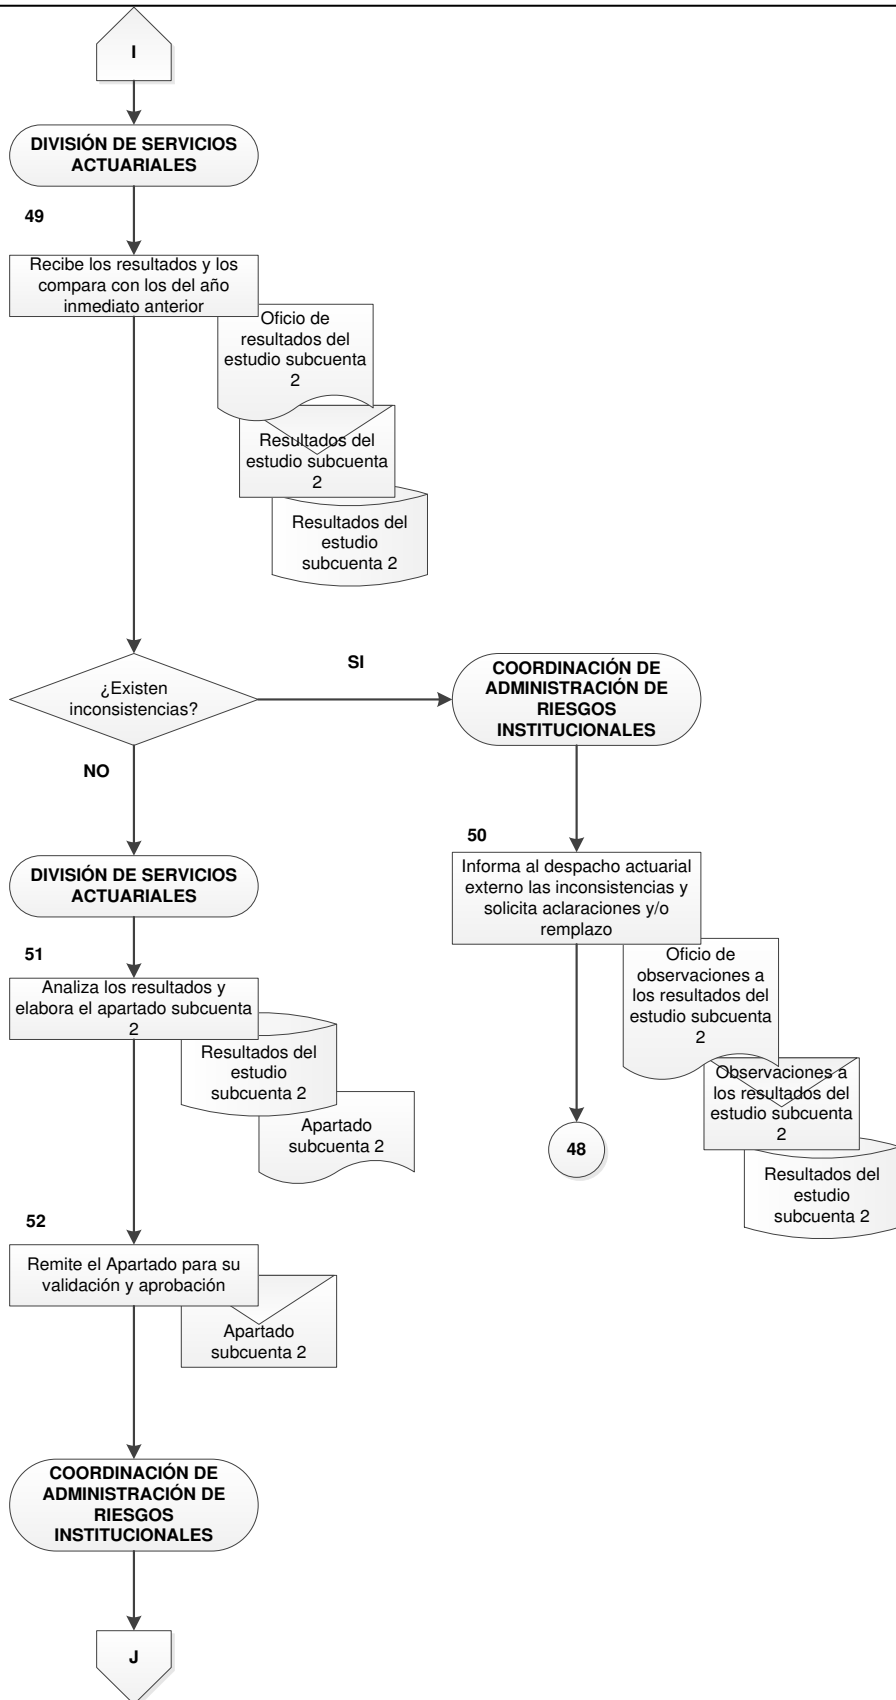 I
DIVISIÓN DE SERVICIOS
ACTUARIALES
49
Recibe los resultados y los
compara con los del año
inmediato anterior
Oficio de
resultados del
estudio subcuenta
2
Resultados del
estudio subcuenta
2
Resultados del
estudio
subcuenta 2
¿Existen
inconsistencias?
SI
COORDINACIÓN DE
ADMINISTRACIÓN DE
RIESGOS
INSTITUCIONALES
NO
50
Informa al despacho actuarial
externo las inconsistencias y
solicita aclaraciones y/o
remplazo
Oficio de
observaciones a
los resultados del
estudio subcuenta
2
Observaciones a
los resultados del
estudio subcuenta
2
Resultados del
estudio
subcuenta 2
48
DIVISIÓN DE SERVICIOS
ACTUARIALES
51
Analiza los resultados y
elabora el apartado subcuenta
2
Resultados del
estudio
subcuenta 2
Apartado
subcuenta 2
52
Remite el Apartado para su
validación y aprobación
Apartado
subcuenta 2
COORDINACIÓN DE
ADMINISTRACIÓN DE
RIESGOS
INSTITUCIONALES
J